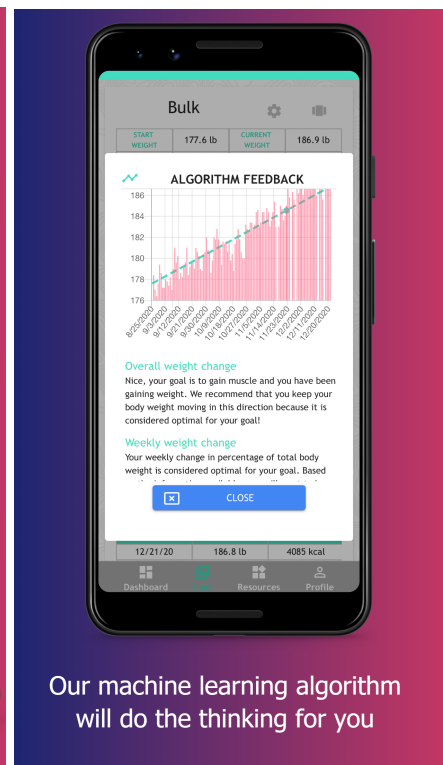 Bulk
START
WEIGHT
177.6 lb
CURRENT
WEIGHT
186.9 lb
ALGORITHM FEEDBACK
186
184
182
180
178
176
8/25/2020
9/3/2020
9/12/2020
9/21/2020
9/30/2020
10/9/2020
10/18/2020
10/27/2020
11/5/2020
11/14/2020
11/23/2020
12/2/2020
12/11/2020
12/20/2020
Overall weight change
Nice, your goal is to gain muscle and you have been
gaining weight. We recommend that you keep your
body weight moving in this direction because it is
considered optimal for your goal!
Weekly weight change
Your weekly change in percentage of total body
weight is considered optimal for your goal. Based
CLOSE
12/21/20
186.8 lb
4085 kcal
Dashboard
Resources
Profile
Our machine learning algorithm
will do the thinking for you